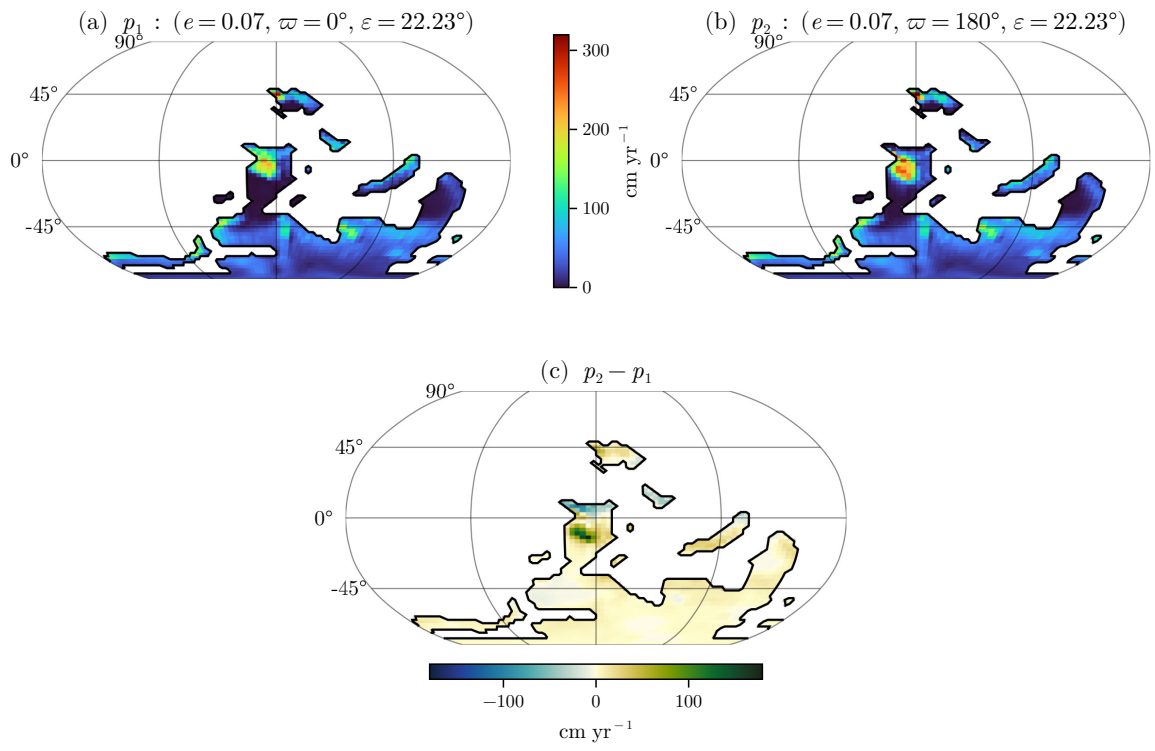 (a) p₁ : (e = 0.07, ϖ = 0°, ε = 22.23°)
90°
45°
0°
-45°
300
200
100
0
cm yr⁻¹
(b) p₂ : (e = 0.07, ϖ = 180°, ε = 22.23°)
90°
45°
0°
-45°
(c) p₂ − p₁
90°
45°
0°
-45°
−100 0 100
cm yr⁻¹